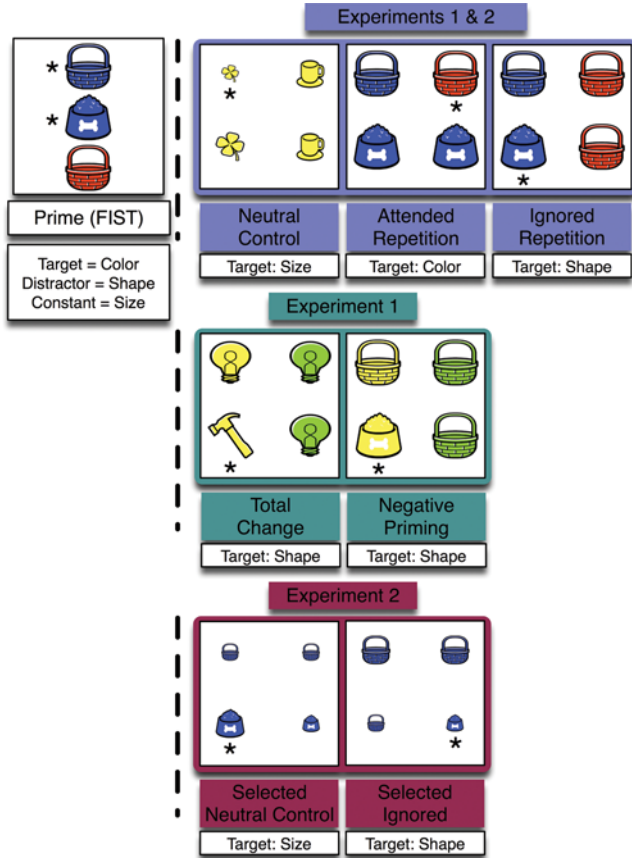 Experiments 1 & 2
*
*
Prime (FIST)
Target = Color
Distractor = Shape
Constant = Size
*
*
*
Neutral
Control
Attended
Repetition
Ignored
Repetition
Target: Size
Target: Color
Target: Shape
Experiment 1
*
*
Total
Change
Negative
Priming
Target: Shape
Target: Shape
Experiment 2
*
*
Selected
Neutral Control
Selected
Ignored
Target: Size
Target: Shape